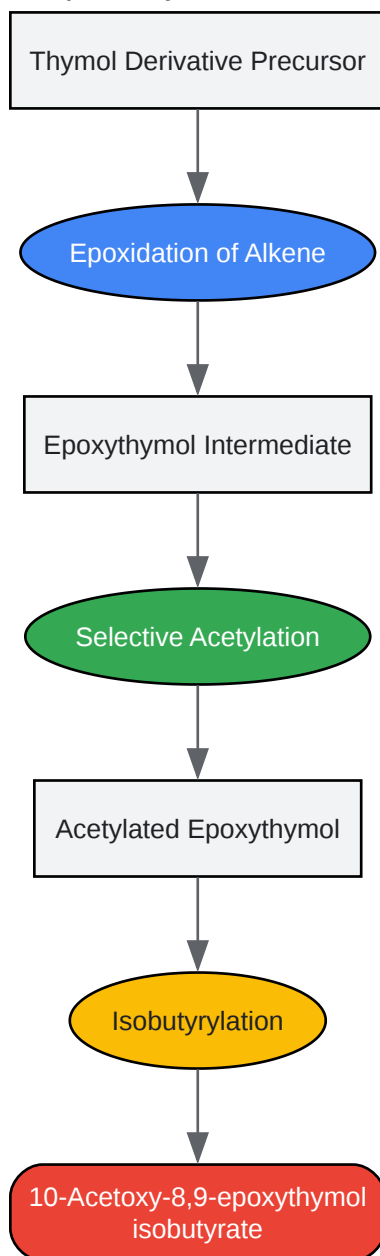 Thymol Derivative Precursor
Epoxidation of Alkene
Epoxythymol Intermediate
Selective Acetylation
Acetylated Epoxythymol
Isobutyrylation
10-Acetoxy-8,9-epoxythymol
isobutyrate